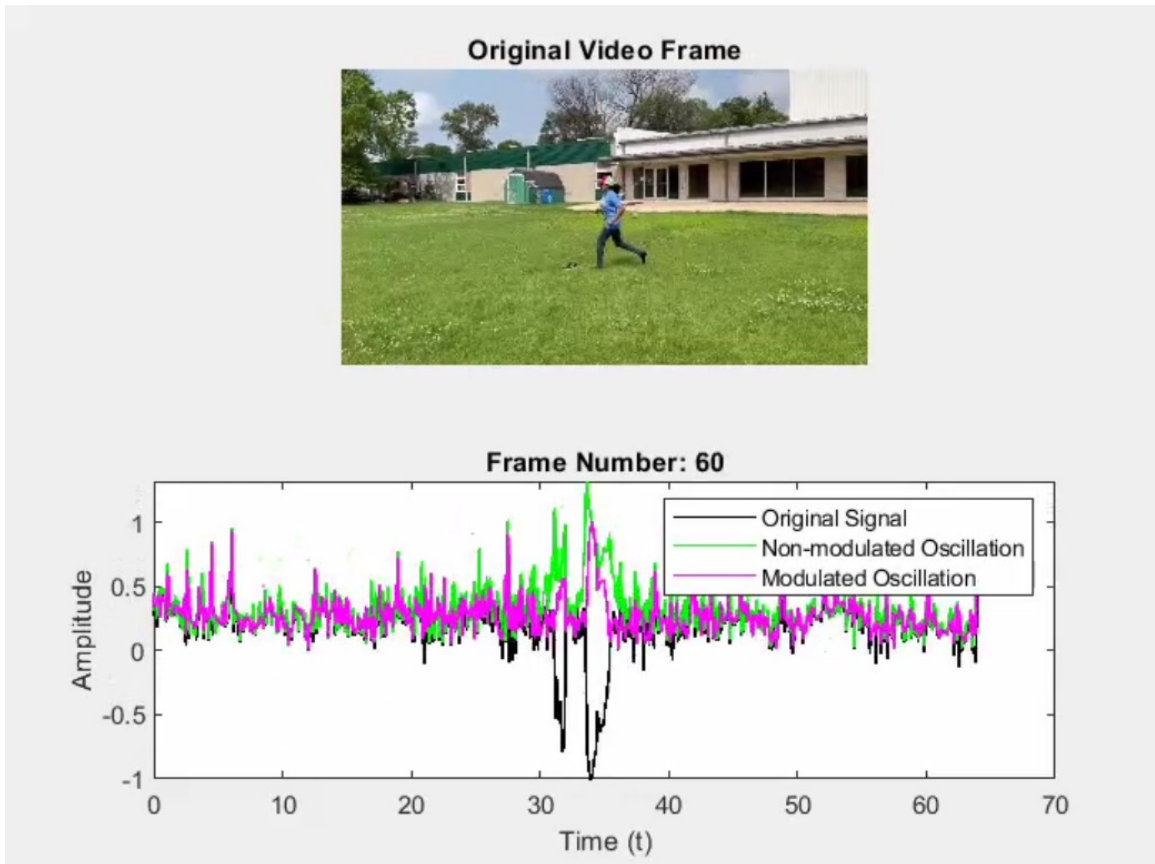 Original Video Frame
Frame Number: 60
Original Signal
Non-modulated Oscillation
Modulated Oscillation
Amplitude
1
0.5
0
-0.5
-1
0
10
20
30
40
50
60
70
Time (t)